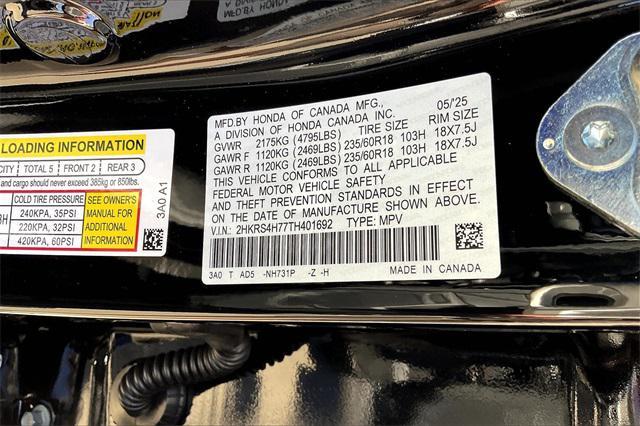 MFD.BY HONDA OF CANADA MFG., 05/25
A DIVISION OF HONDA CANADA INC.
GVWR 2175KG (4795LBS) TIRE SIZE RIM SIZE
GAWR F 1120KG (2469LBS) 235/60R18 103H 18X7.5J
GAWR R 1120KG (2469LBS) 235/60R18 103H 18X7.5J
THIS VEHICLE CONFORMS TO ALL APPLICABLE
FEDERAL MOTOR VEHICLE SAFETY
AND THEFT PREVENTION STANDARDS IN EFFECT
ON THE DATE OF MANUFACTURE SHOWN ABOVE.
V.I.N.: 2HKRS4H77TH401692 TYPE: MPV
3A0 T AD5 -NH731P -Z -H MADE IN CANADA
LOADING INFORMATION
CITY TOTAL 5 FRONT 2 REAR 3
and cargo should never exceed 385kg or 850lbs.
COLD TIRE PRESSURE
240KPA, 35PSI
220KPA, 32PSI
420KPA, 60PSI
SEE OWNER'S
MANUAL FOR
ADDITIONAL
INFORMATION
3A0 A1